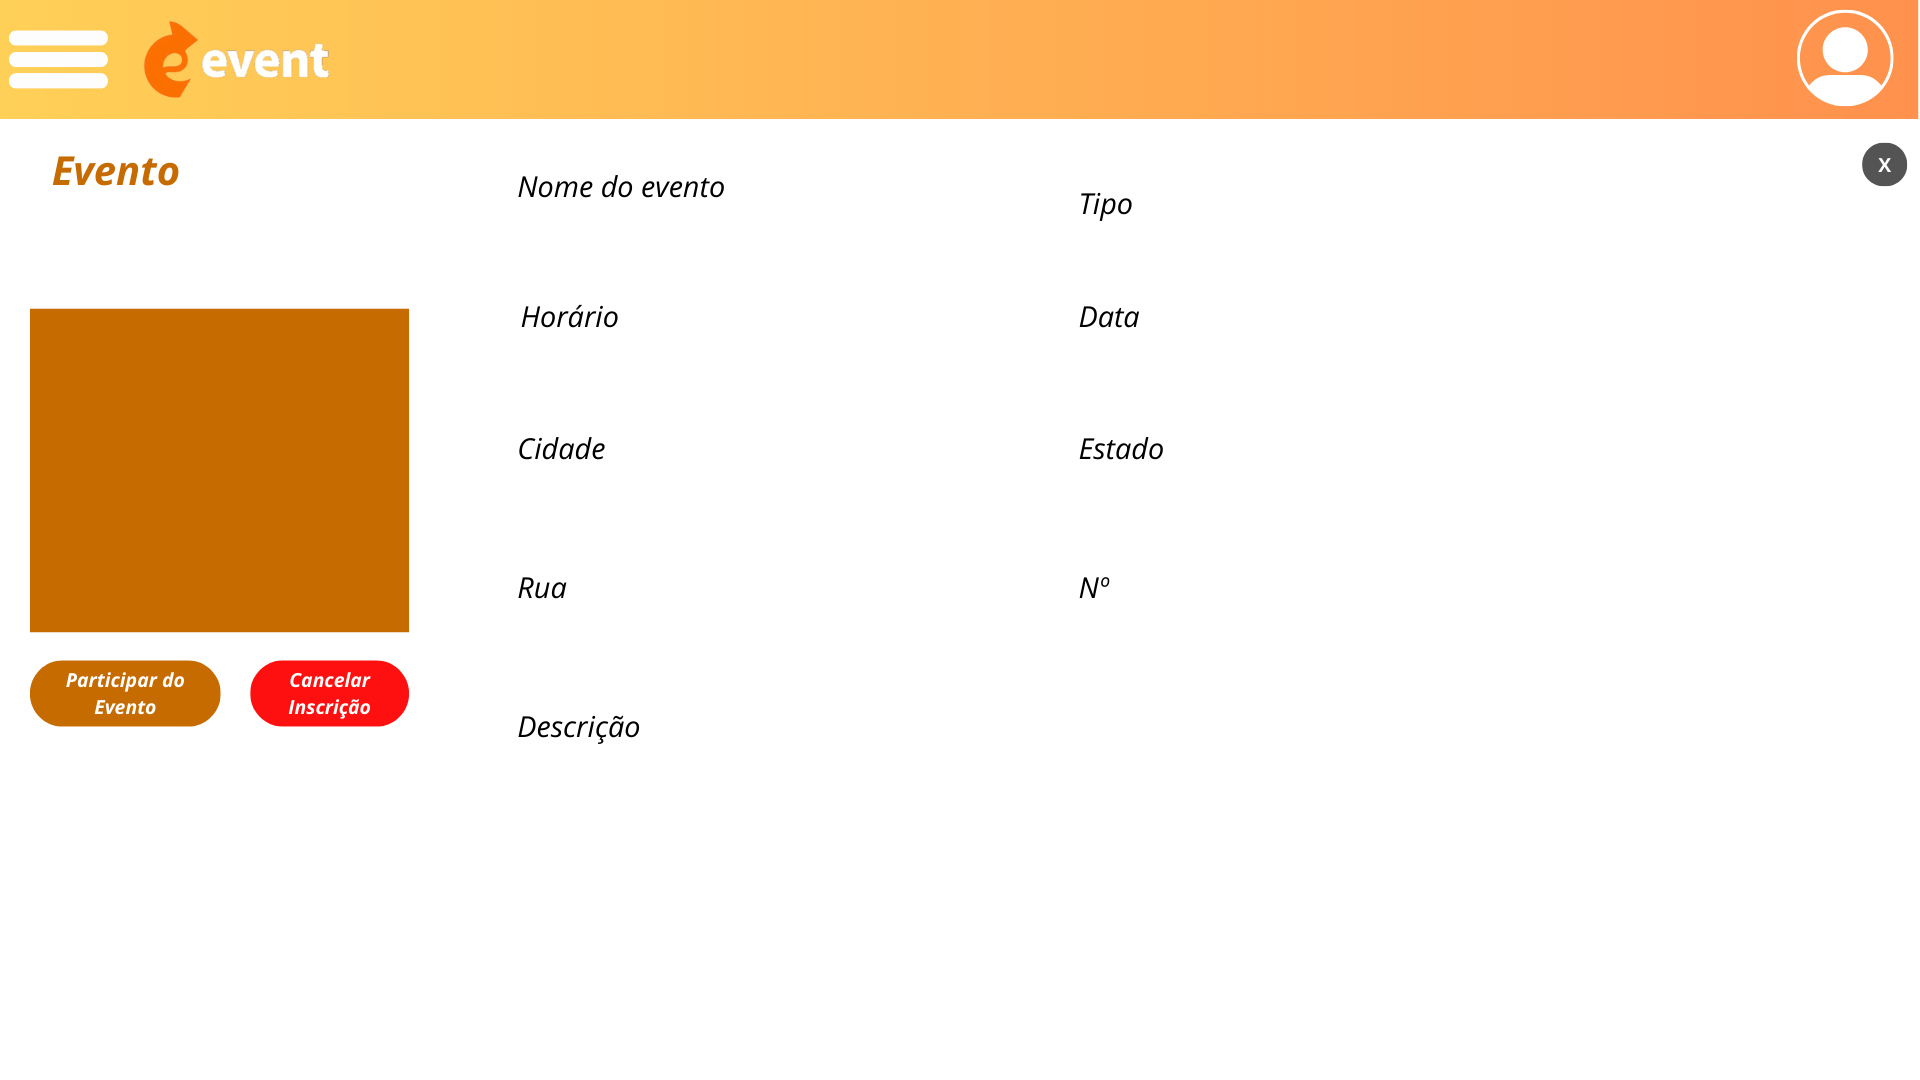 event
Evento
X
Nome do evento
Tipo
Horário
Data
Cidade
Estado
Rua
Nº
Participar do
Evento
Cancelar
Inscrição
Descrição